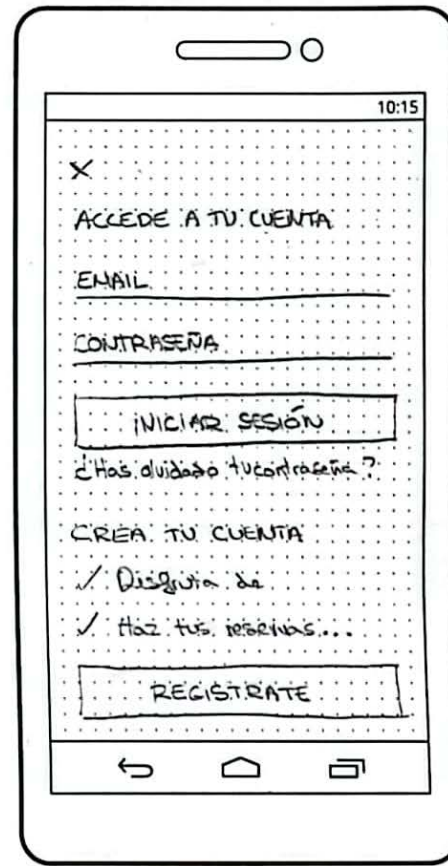 10:15
X
ACCEDE A TU CUENTA
EMAIL
CONTRASEÑA
INICIAR SESIÓN
¿Has olvidado tu contraseña?
CREA TU CUENTA
✓ Disfruta de
✓ Haz tus reservas...
REGISTRATE